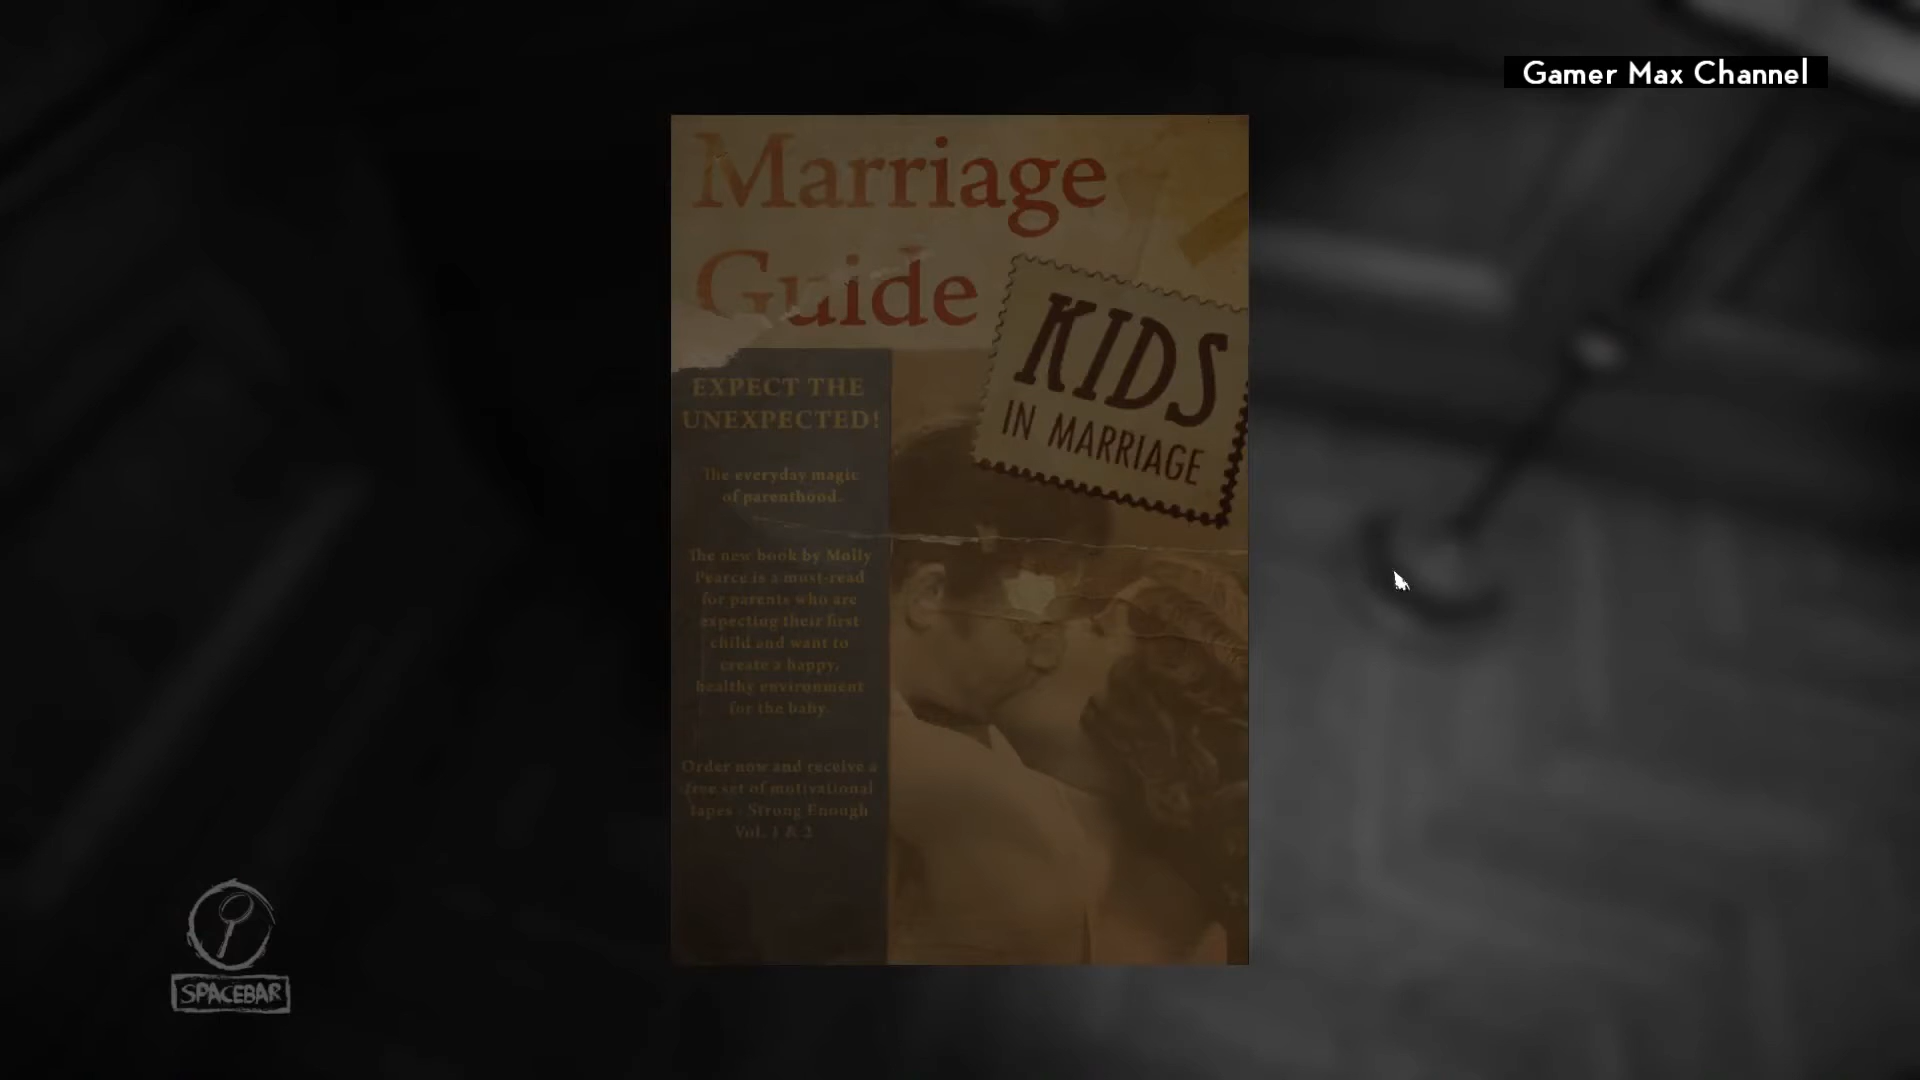 Gamer Max Channel
Marriage
Guide
KIDS
IN MARRIAGE
EXPECT THE
UNEXPECTED!
The everyday magic
of parenthood.
The new book by Molly
Pearce is a must-read
for parents who are
expecting their first
child and want to
create a happy,
healthy environment
for the baby.
Order now and receive a
free set of motivational
tapes - Strong Enough
Vol. 1 & 2
SPACEBAR